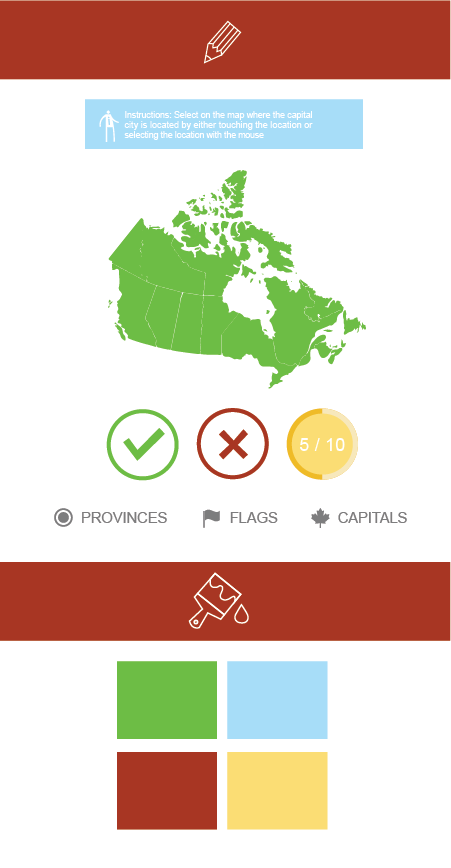 Instructions: Select on the map where the capital
city is located by either touching the location or
selecting the location with the mouse
5 / 10
PROVINCES FLAGS CAPITALS